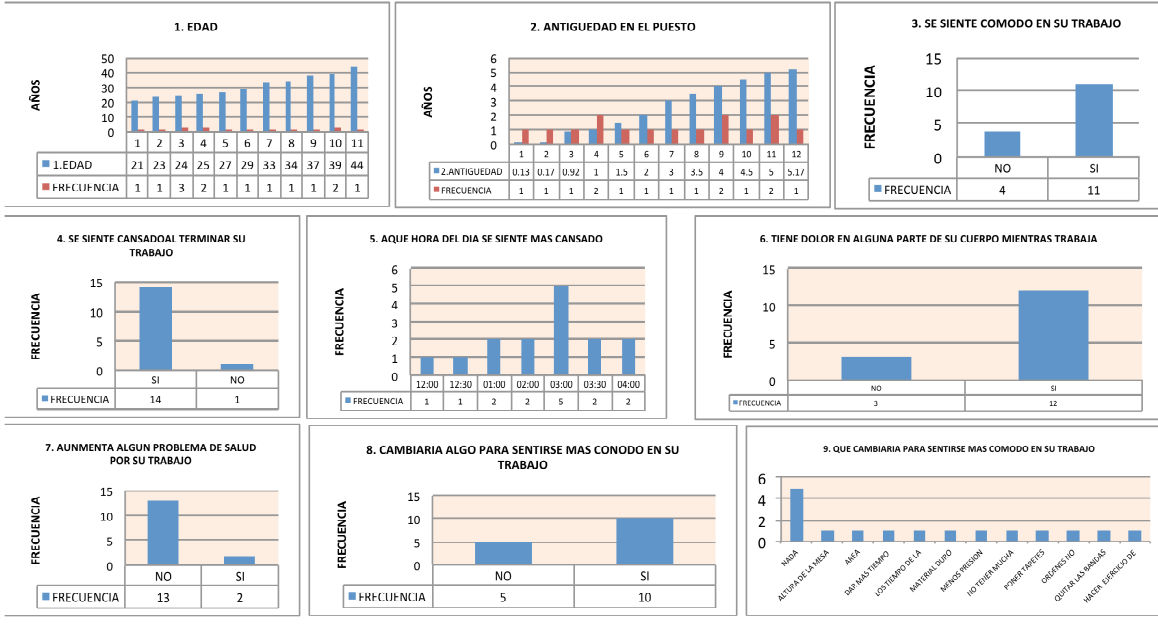 1. EDAD
AÑOS
50
40
30
20
10
0
1 2 3 4 5 6 7 8 9 10 11
1.EDAD 21 23 24 25 27 29 33 34 37 39 44
FRECUENCIA 1 1 3 2 1 1 1 1 1 2 1
2. ANTIGUEDAD EN EL PUESTO
AÑOS
6
5
4
3
2
1
0
1 2 3 4 5 6 7 8 9 10 11 12
2.ANTIGUEDAD 0.13 0.17 0.92 1 1.5 2 3 3.5 4 4.5 5 5.17
FRECUENCIA 1 1 1 2 1 1 1 1 2 1 2 1
3. SE SIENTE COMODO EN SU TRABAJO
FRECUENCIA
15
10
5
0
NO SI
FRECUENCIA 4 11
4. SE SIENTE CANSADOAL TERMINAR SU
TRABAJO
FRECUENCIA
15
10
5
0
SI NO
FRECUENCIA 14 1
5. AQUE HORA DEL DIA SE SIENTE MAS CANSADO
FRECUENCIA
6
5
4
3
2
1
0
12:00 12:30 01:00 02:00 03:00 03:30 04:00
FRECUENCIA 1 1 2 2 5 2 2
6. TIENE DOLOR EN ALGUNA PARTE DE SU CUERPO MIENTRAS TRABAJA
FRECUENCIA
15
10
5
0
NO SI
FRECUENCIA 3 12
7. AUNMENTA ALGUN PROBLEMA DE SALUD
POR SU TRABAJO
FRECUENCIA
15
10
5
0
NO SI
FRECUENCIA 13 2
8. CAMBIARIA ALGO PARA SENTIRSE MAS CONODO EN SU
TRABAJO
FRECUENCIA
15
10
5
0
NO SI
FRECUENCIA 5 10
9. QUE CAMBIARIA PARA SENTIRSE MAS COMODO EN SU TRABAJO
FRECUENCIA
6
4
2
0
NADA
ALTURA DE LA MESA
AREA
DAR MAS TIEMPO
LOS TIEMPO DE LA
MATERIAL DURO
MENOS PRESION
NO TENER MUCHA
PONER TAPETES
ORDENES NO
QUITAR LAS BANDAS
HACER EJERCICIO DE